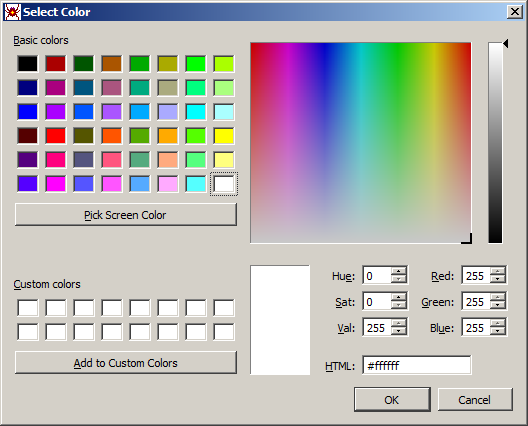 Select Color
Basic colors
Pick Screen Color
Custom colors
Add to Custom Colors
Hue: 0 Red: 255
Sat: 0 Green: 255
Val: 255 Blue: 255
HTML: #ffffff
OK Cancel